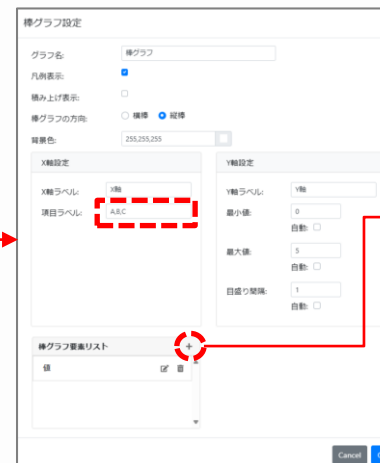 棒グラフ設定
グラフ名: 棒グラフ
凡例表示:
積み上げ表示:
棒グラフの方向: 横棒 縦棒
背景色: 255,255,255
X軸設定 Y軸設定
X軸ラベル: X軸 Y軸ラベル: Y軸
項目ラベル: A,B,C 最小値: 0
自動:
最大値: 5
自動:
目盛り間隔: 1
自動:
棒グラフ要素リスト +
値
Cancel